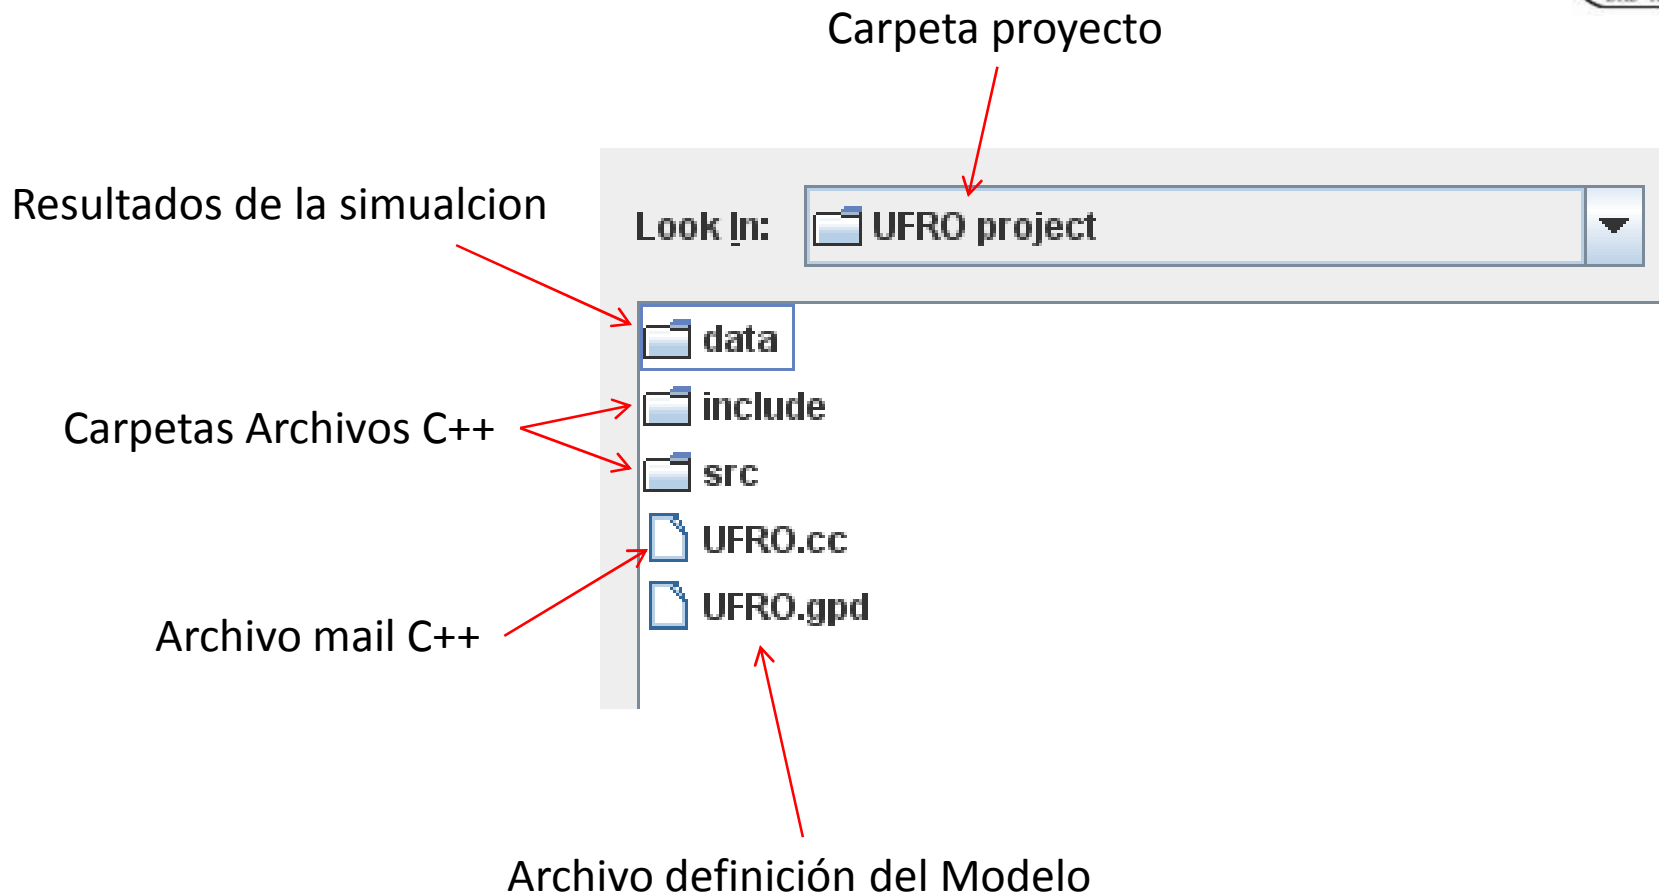 Carpeta proyecto
Resultados de la simualcion
Look In:
UFRO project
data
include
Carpetas Archivos C++
src
UFRO.cc
UFRO.gpd
Archivo mail C++
Archivo definición del Modelo